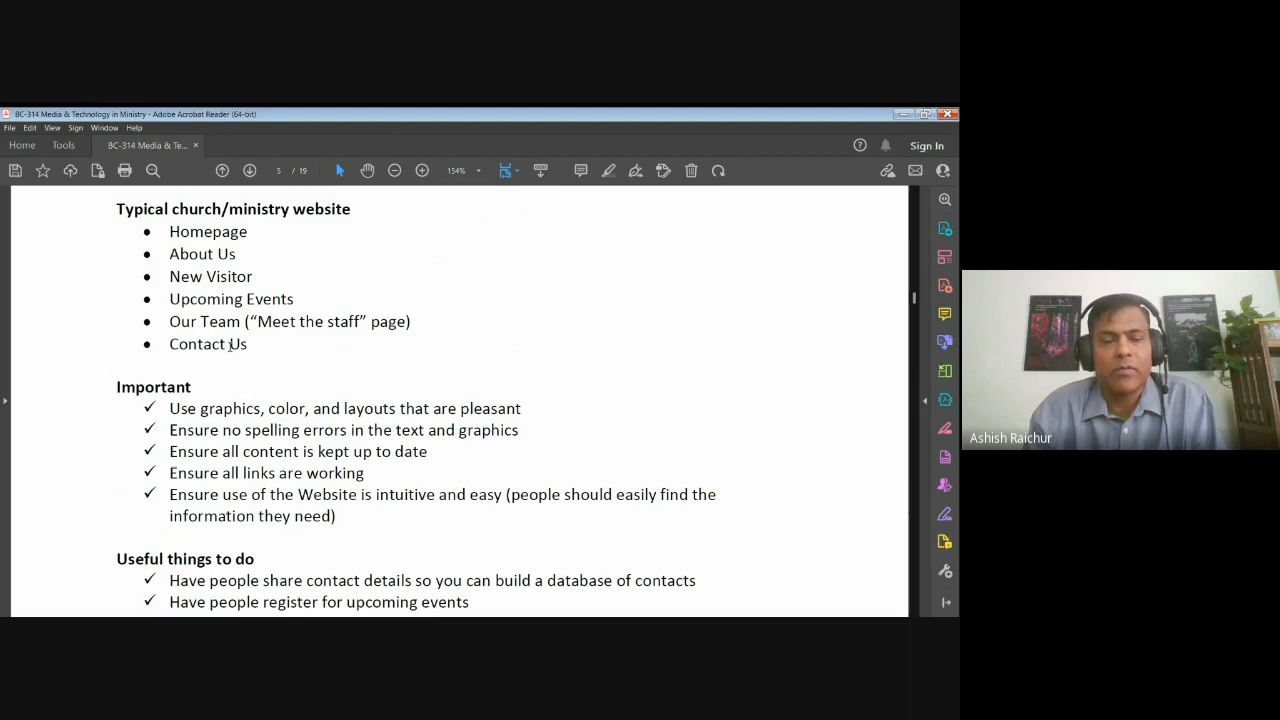 BC-314 Media & Technology in Ministry - Adobe Acrobat Reader (64-bit)
File Edit View Sign Window Help
Home Tools BC-314 Media & Te... × Sign In
5 / 19 154%
Typical church/ministry website
• Homepage
• About Us
• New Visitor
• Upcoming Events
• Our Team (“Meet the staff” page)
• Contact Us
Important
✓ Use graphics, color, and layouts that are pleasant
✓ Ensure no spelling errors in the text and graphics
✓ Ensure all content is kept up to date
✓ Ensure all links are working
✓ Ensure use of the Website is intuitive and easy (people should easily find the
information they need)
Useful things to do
✓ Have people share contact details so you can build a database of contacts
✓ Have people register for upcoming events
Ashish Raichur